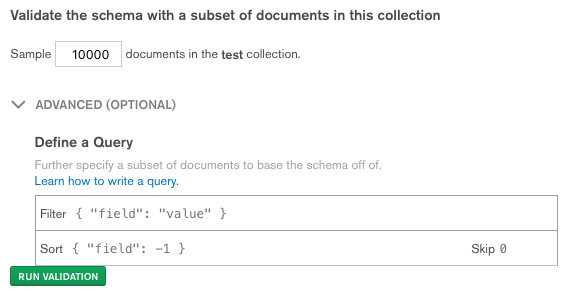 Validate the schema with a subset of documents in this collection
Sample 10000 documents in the test collection.
ADVANCED (OPTIONAL)
Define a Query
Further specify a subset of documents to base the schema off of.
Learn how to write a query.
Filter { "field": "value" }
Sort { "field": -1 } Skip 0
RUN VALIDATION